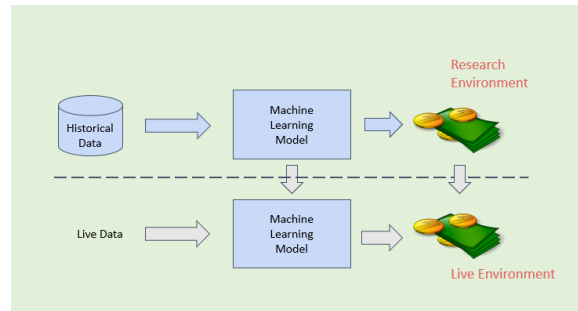 Research
Environment
Historical
Data
Machine
Learning
Model
Live Data
Machine
Learning
Model
Live Environment